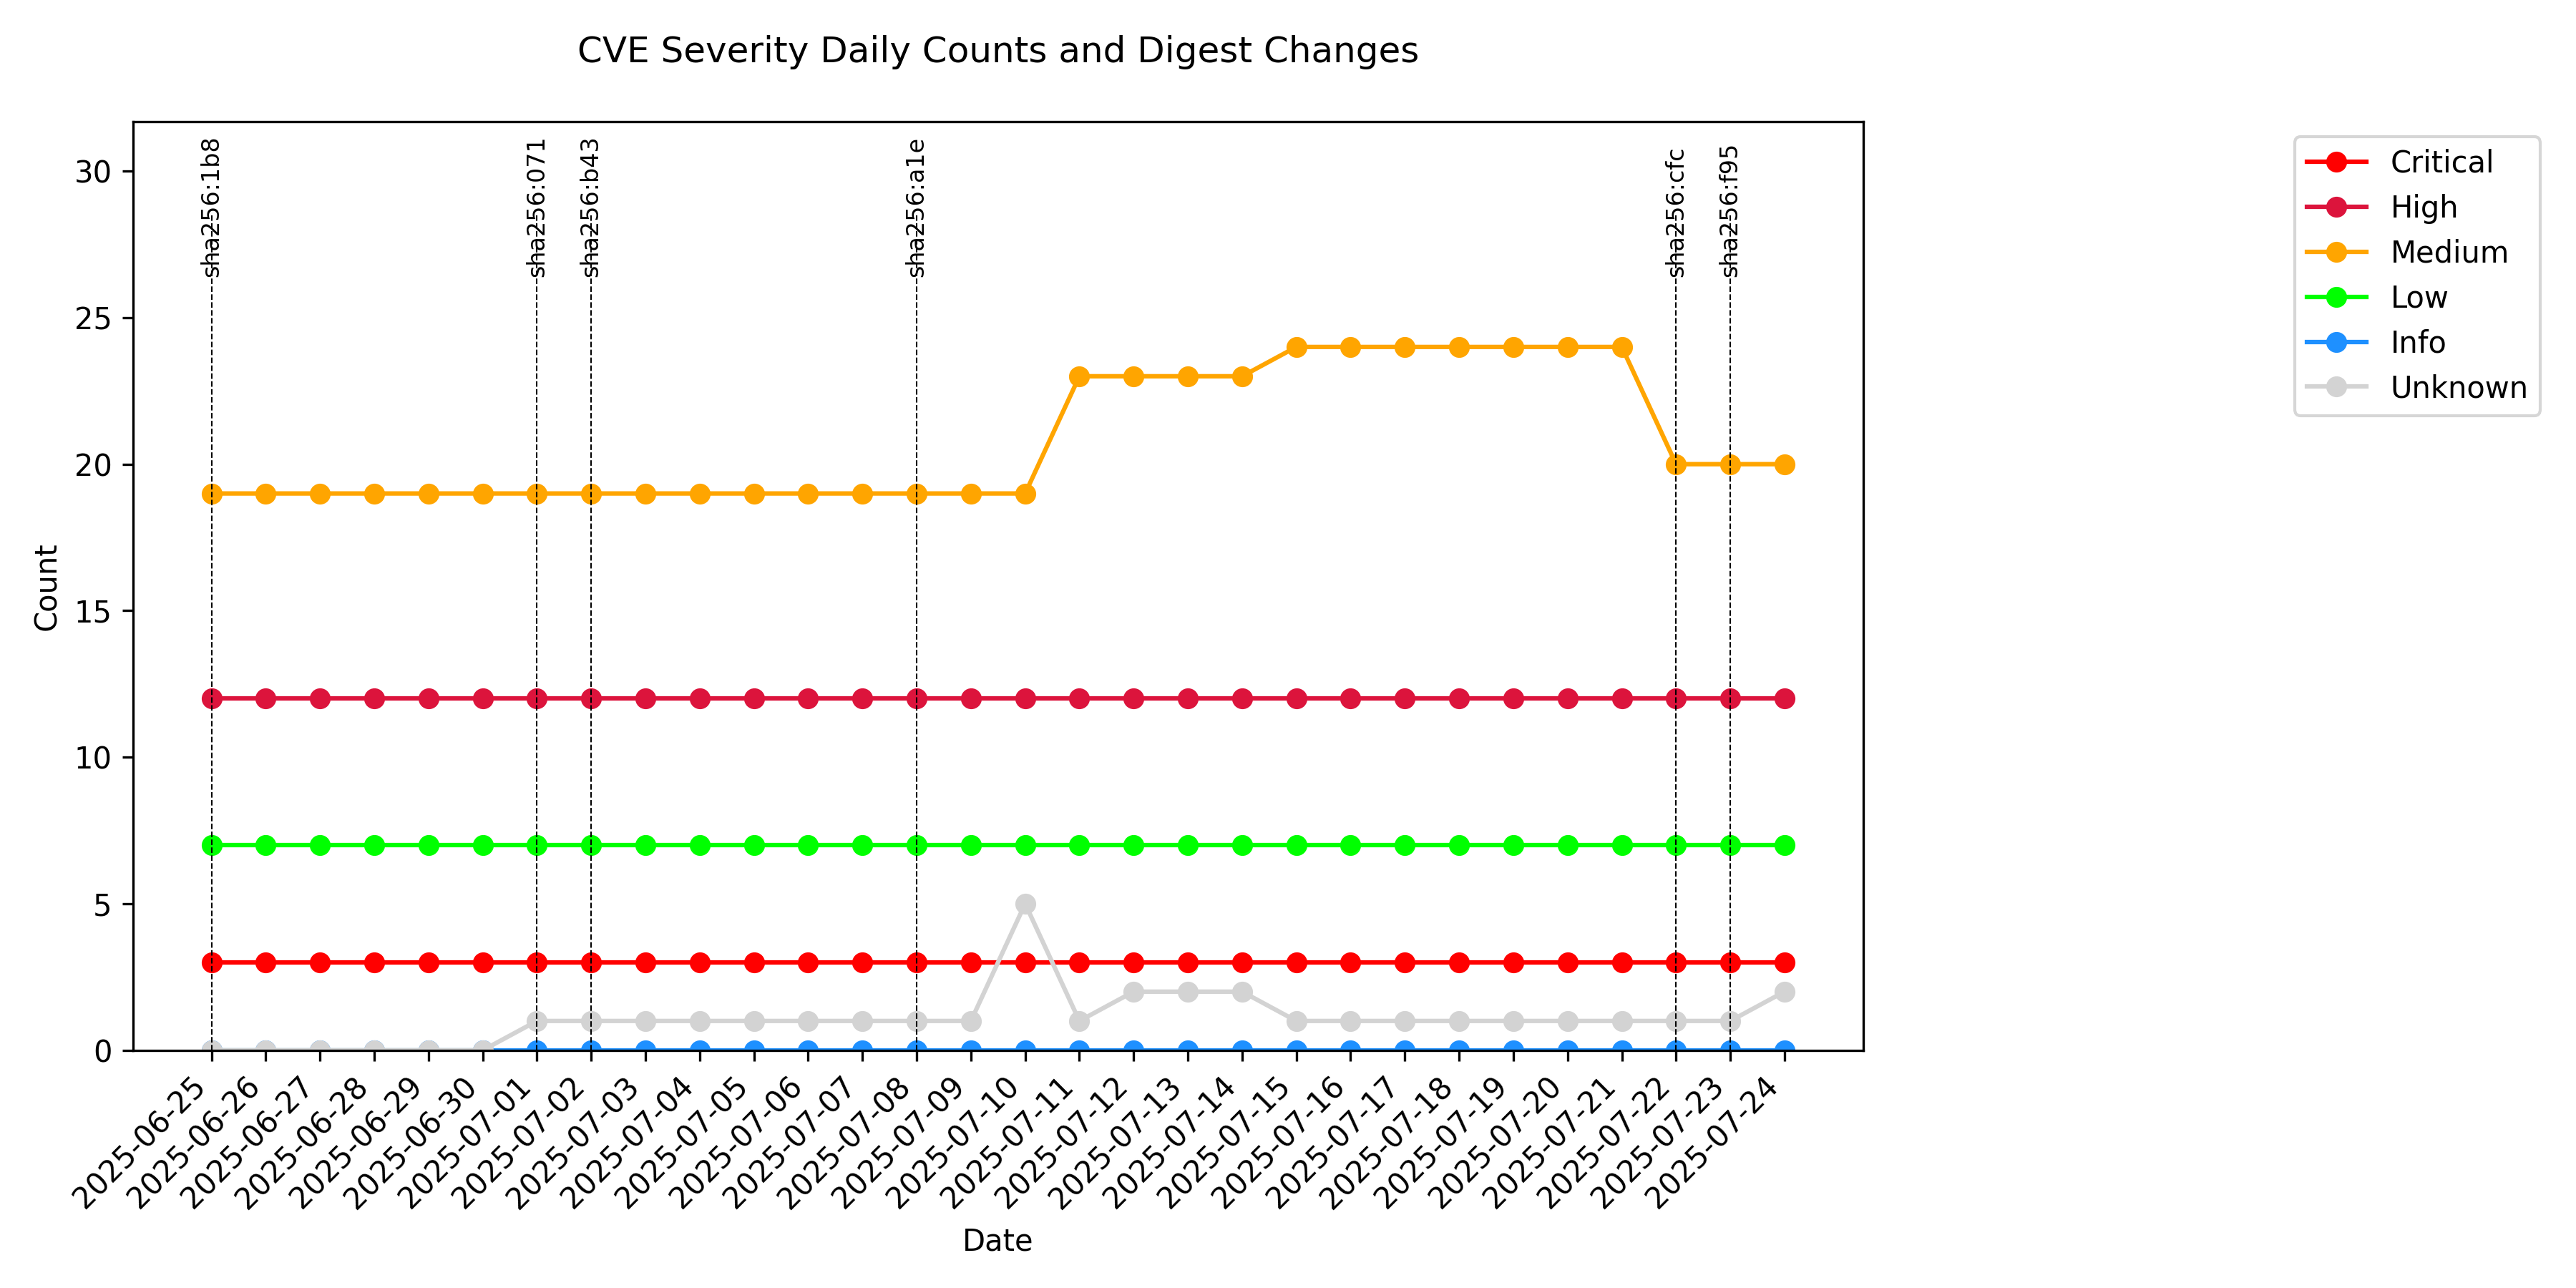 CVE Severity Daily Counts and Digest Changes
sha256:1b8
sha256:071
sha256:b43
sha256:a1e
sha256:cfc
sha256:f95
Critical
High
Medium
Low
Info
Unknown
Count
30
25
20
15
10
5
0
2025-06-25
2025-06-26
2025-06-27
2025-06-28
2025-06-29
2025-06-30
2025-07-01
2025-07-02
2025-07-03
2025-07-04
2025-07-05
2025-07-06
2025-07-07
2025-07-08
2025-07-09
2025-07-10
2025-07-11
2025-07-12
2025-07-13
2025-07-14
2025-07-15
2025-07-16
2025-07-17
2025-07-18
2025-07-19
2025-07-20
2025-07-21
2025-07-22
2025-07-23
2025-07-24
Date